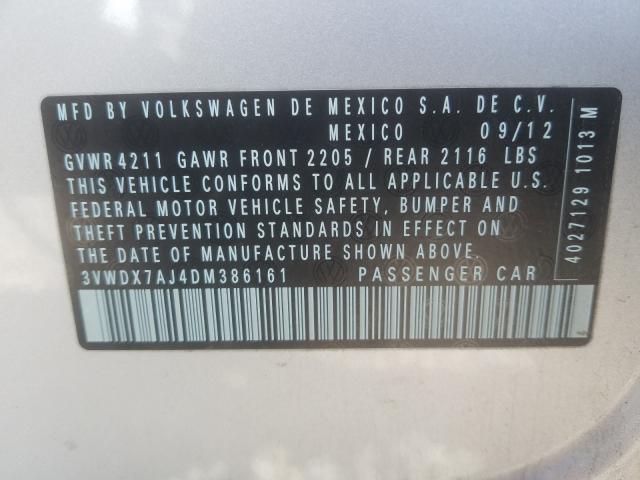 MFD BY VOLKSWAGEN DE MEXICO S.A. DE C.V.
MEXICO 09/12
GVWR 4211 GAWR FRONT 2205 / REAR 2116 LBS
THIS VEHICLE CONFORMS TO ALL APPLICABLE U.S.
FEDERAL MOTOR VEHICLE SAFETY, BUMPER AND
THEFT PREVENTION STANDARDS IN EFFECT ON
THE DATE OF MANUFACTURE SHOWN ABOVE.
3VWDX7AJ4DM386161 PASSENGER CAR
4027129 1013 M